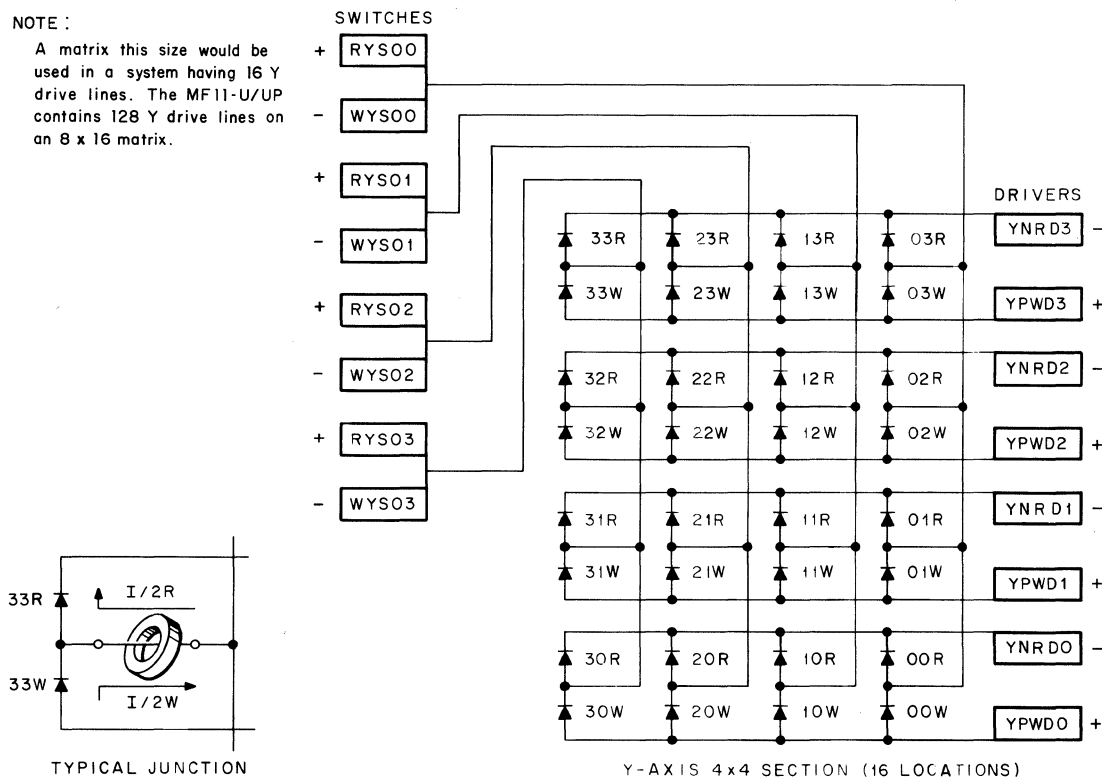 NOTE :
A matrix this size would be
used in a system having 16 Y
drive lines. The MF11-U/UP
contains 128 Y drive lines on
an 8 x 16 matrix.
SWITCHES
+ RYS00
- WYS00
+ RYS01
- WYS01
+ RYS02
- WYS02
+ RYS03
- WYS03
DRIVERS
33R 23R 13R 03R YNRD3 -
33W 23W 13W 03W YPWD3 +
32R 22R 12R 02R YNRD2 -
32W 22W 12W 02W YPWD2 +
31R 21R 11R 01R YNRD1 -
31W 21W 11W 01W YPWD1 +
30R 20R 10R 00R YNRD0 -
30W 20W 10W 00W YPWD0 +
33R I/2R
33W I/2W
TYPICAL JUNCTION
Y-AXIS 4x4 SECTION (16 LOCATIONS)